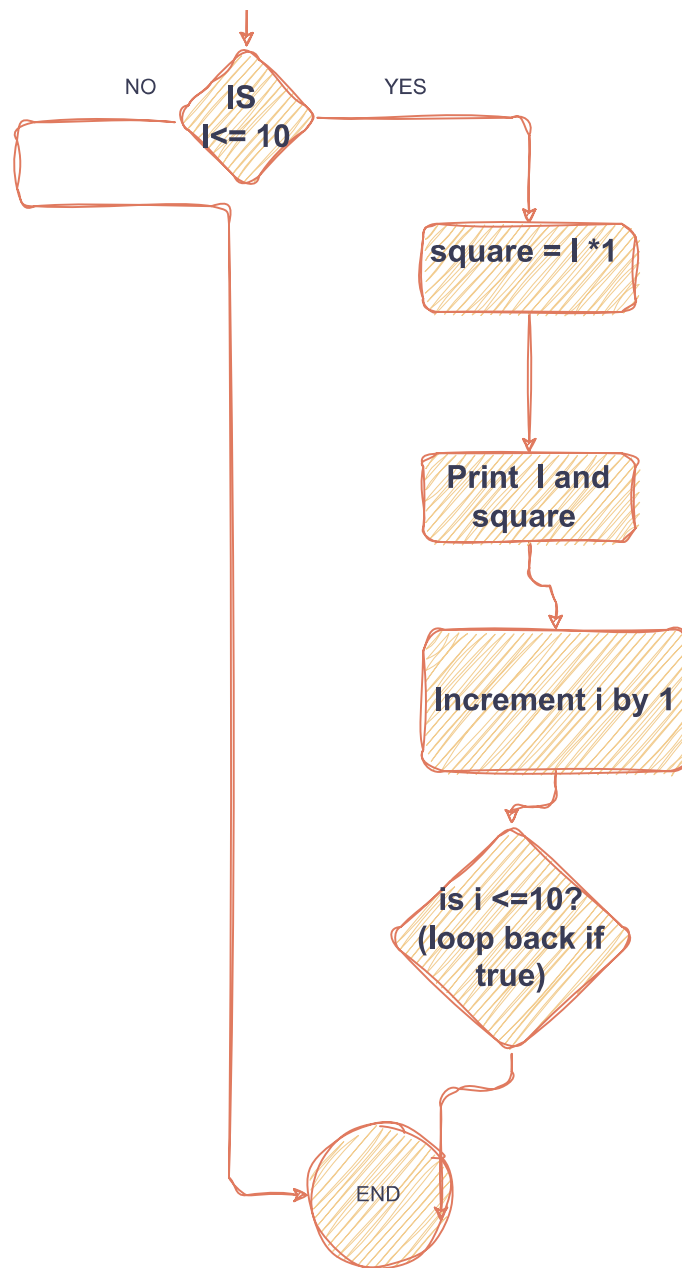 NO
YES
IS
I<= 10
square = I *1
Print  I and
square
Increment i by 1
is i <=10?
(loop back if
true)
END